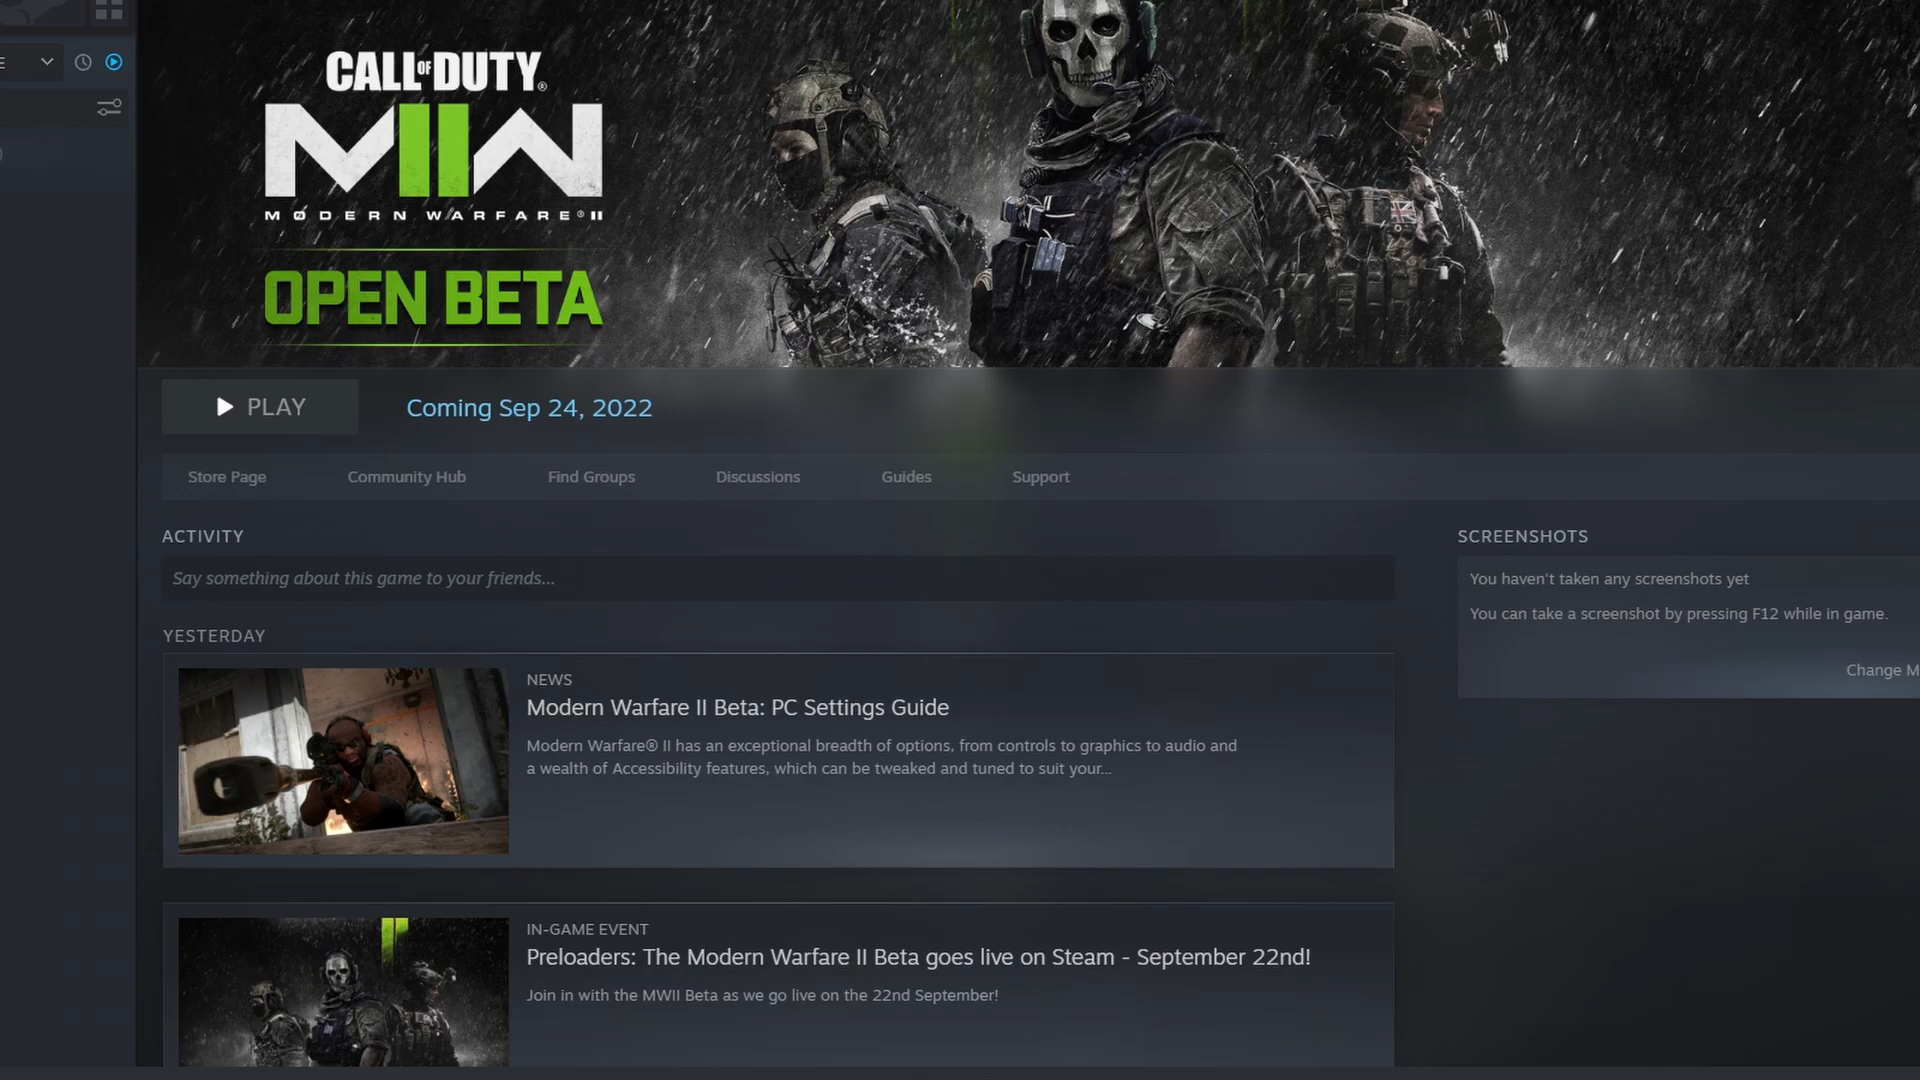 CALL OF DUTY®
MIIW
MODERN WARFARE® II
OPEN BETA
E
PLAY
Coming Sep 24, 2022
Store Page
Community Hub
Find Groups
Discussions
Guides
Support
ACTIVITY
Say something about this game to your friends...
YESTERDAY
NEWS
Modern Warfare II Beta: PC Settings Guide
Modern Warfare® II has an exceptional breadth of options, from controls to graphics to audio and
a wealth of Accessibility features, which can be tweaked and tuned to suit your...
IN-GAME EVENT
Preloaders: The Modern Warfare II Beta goes live on Steam - September 22nd!
Join in with the MWII Beta as we go live on the 22nd September!
SCREENSHOTS
You haven't taken any screenshots yet
You can take a screenshot by pressing F12 while in game.
Change M